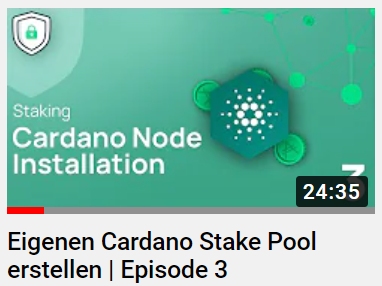 Staking
Cardano Node
Installation
3
24:35
Eigenen Cardano Stake Pool
erstellen | Episode 3